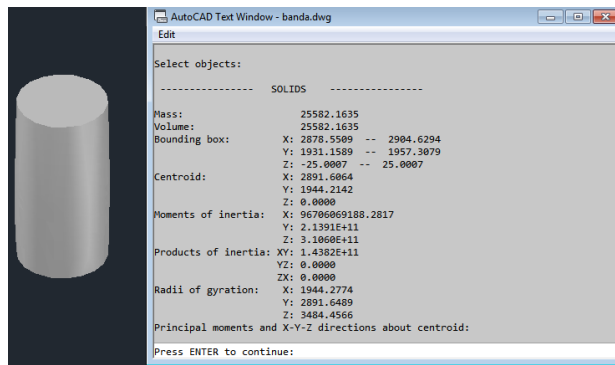 AutoCAD Text Window - banda.dwg
Edit
Select objects:
---------------- SOLIDS ----------------
Mass: 25582.1635
Volume: 25582.1635
Bounding box: X: 2878.5509 -- 2904.6294
Y: 1931.1589 -- 1957.3079
Z: -25.0007 -- 25.0007
Centroid: X: 2891.6064
Y: 1944.2142
Z: 0.0000
Moments of inertia: X: 96706069188.2817
Y: 2.1391E+11
Z: 3.1060E+11
Products of inertia: XY: 1.4382E+11
YZ: 0.0000
ZX: 0.0000
Radii of gyration: X: 1944.2774
Y: 2891.6489
Z: 3484.4566
Principal moments and X-Y-Z directions about centroid:
Press ENTER to continue: